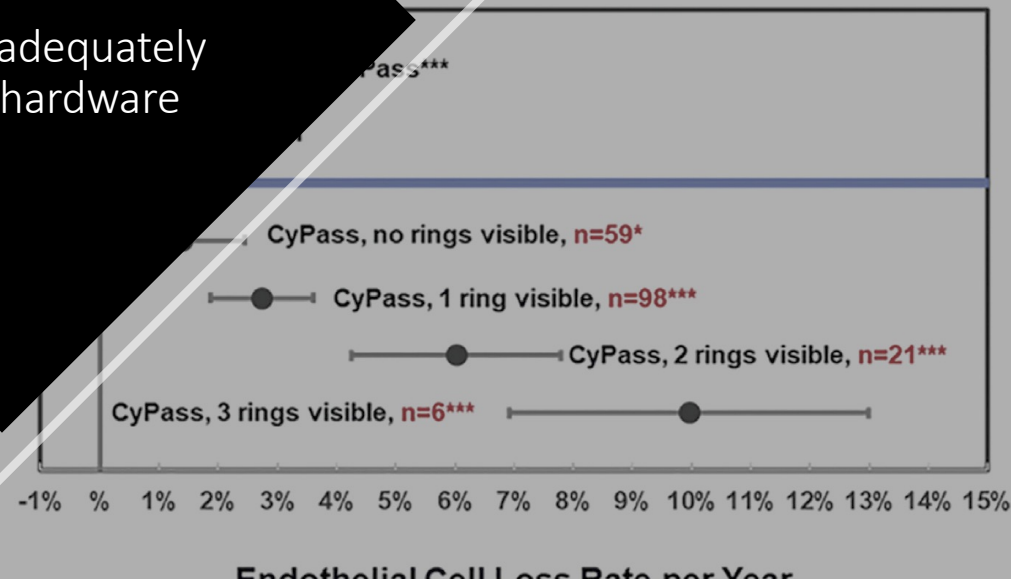 adequately
hardware
Pass***
CyPass, no rings visible, n=59*
CyPass, 1 ring visible, n=98***
CyPass, 2 rings visible, n=21***
CyPass, 3 rings visible, n=6***
-1% % 1% 2% 3% 4% 5% 6% 7% 8% 9% 10% 11% 12% 13% 14% 15%
Endothelial Cell Loss Rate per Year